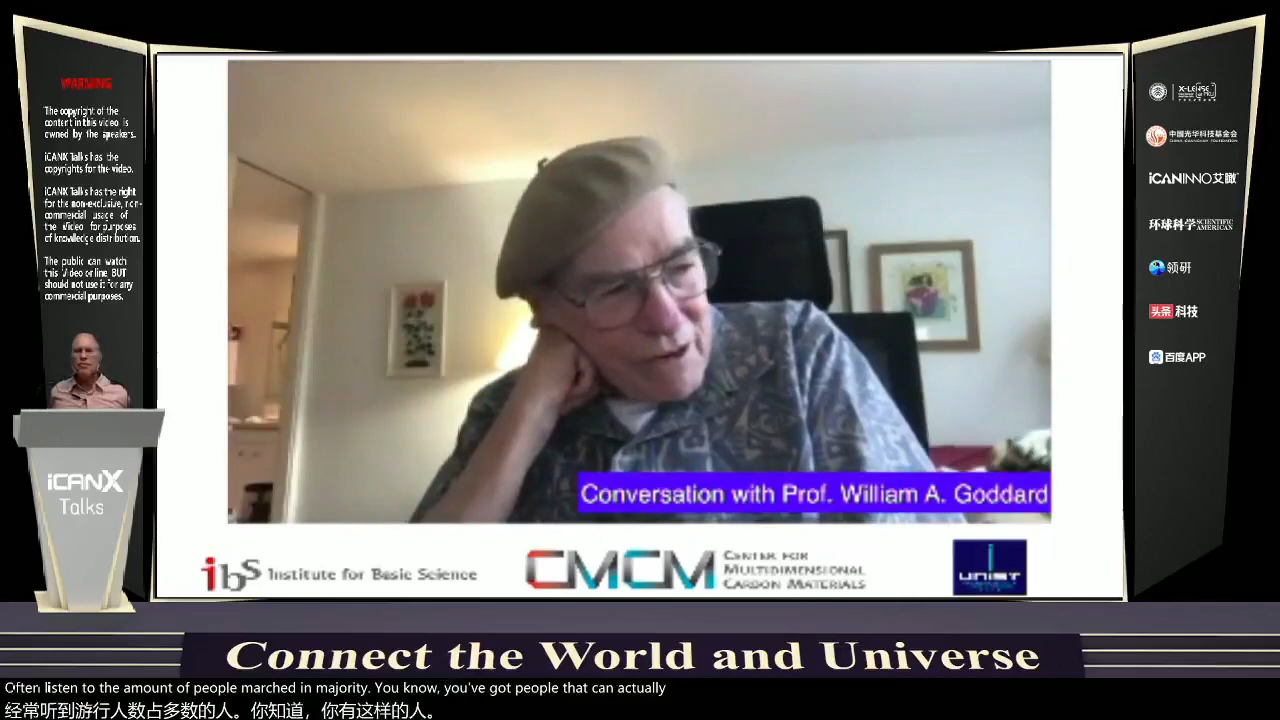 WARNING
The copyright of the
content in this video is
owned by the speakers.
iCANX Talks has the
copyrights for the video.
iCANX Talks has the right
for the non-exclusive, non-
commercial usage of
the Video for purposes
of knowledge distribution.
The public can watch
this Video online, BUT
should not use it for any
commercial purposes.
iCANX
Talks
Conversation with Prof. William A. Goddard
ibs Institute for Basic Science
CMCM
CENTER FOR
MULTIDIMENSIONAL
CARBON MATERIALS
UNIST
X-LENSE
中国光华科技基金会
CHINA GUANGHUA FOUNDATION
iCANINNO艾瞰
环球科学 SCIENTIFIC AMERICAN
领研
头条 科技
百度APP
Connect the World and Universe
Often listen to the amount of people marched in majority. You know, you've got people that can actually
经常听到游行人数占多数的人。你知道，你有这样的人。